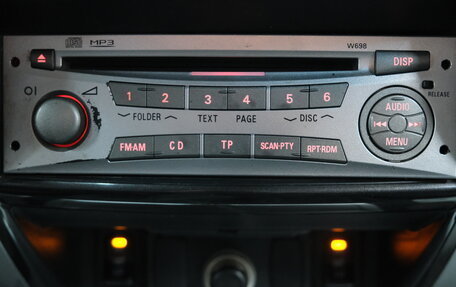 MP3 W698
DISP
RELEASE
1 2 3 4 5 6
FOLDER TEXT PAGE DISC
AUDIO
MENU
FM·AM CD TP SCAN·PTY RPT·RDM